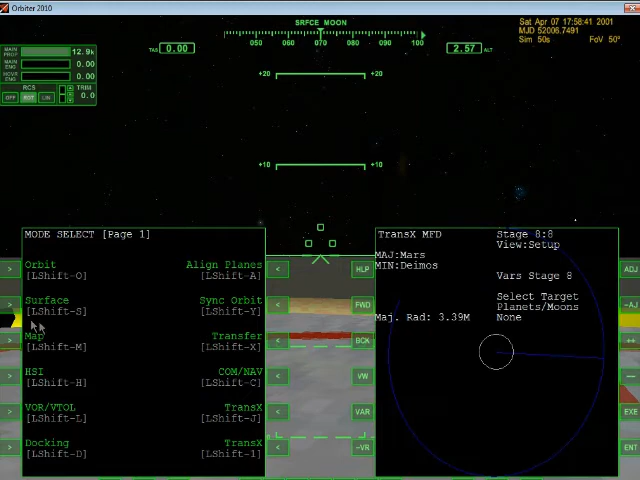 Orbiter 2010
SRFCE MOON
Sat Apr 07 17:58:41 2001
MJD 52006.7491
Sim 50s FoV 50°
MAIN PROP 12.9k
MAIN ENG 0.00
HOVR ENG 0.00
RCS TRIM
OFF ROT LIN 0.0
TAS 0.00
050 060 070 080 090 100
2.57 ALT
+20 +20
+10 +10
MODE SELECT [Page 1]
Orbit Align Planes
[LShift-O] [LShift-A]
Surface Sync Orbit
[LShift-S] [LShift-Y]
Map Transfer
[LShift-M] [LShift-X]
HSI COM/NAV
[LShift-H] [LShift-C]
VOR/VTOL TransX
[LShift-L] [LShift-J]
Docking TransX
[LShift-D] [LShift-1]
HLP
FWD
BCK
VW
VAR
-VR
TransX MFD Stage 8:8
View:Setup
MAJ:Mars
MIN:Deimos
Vars Stage 8
Select Target
Planets/Moons
Maj. Rad: 3.39M None
ADJ
-AJ
++
--
EXE
ENT